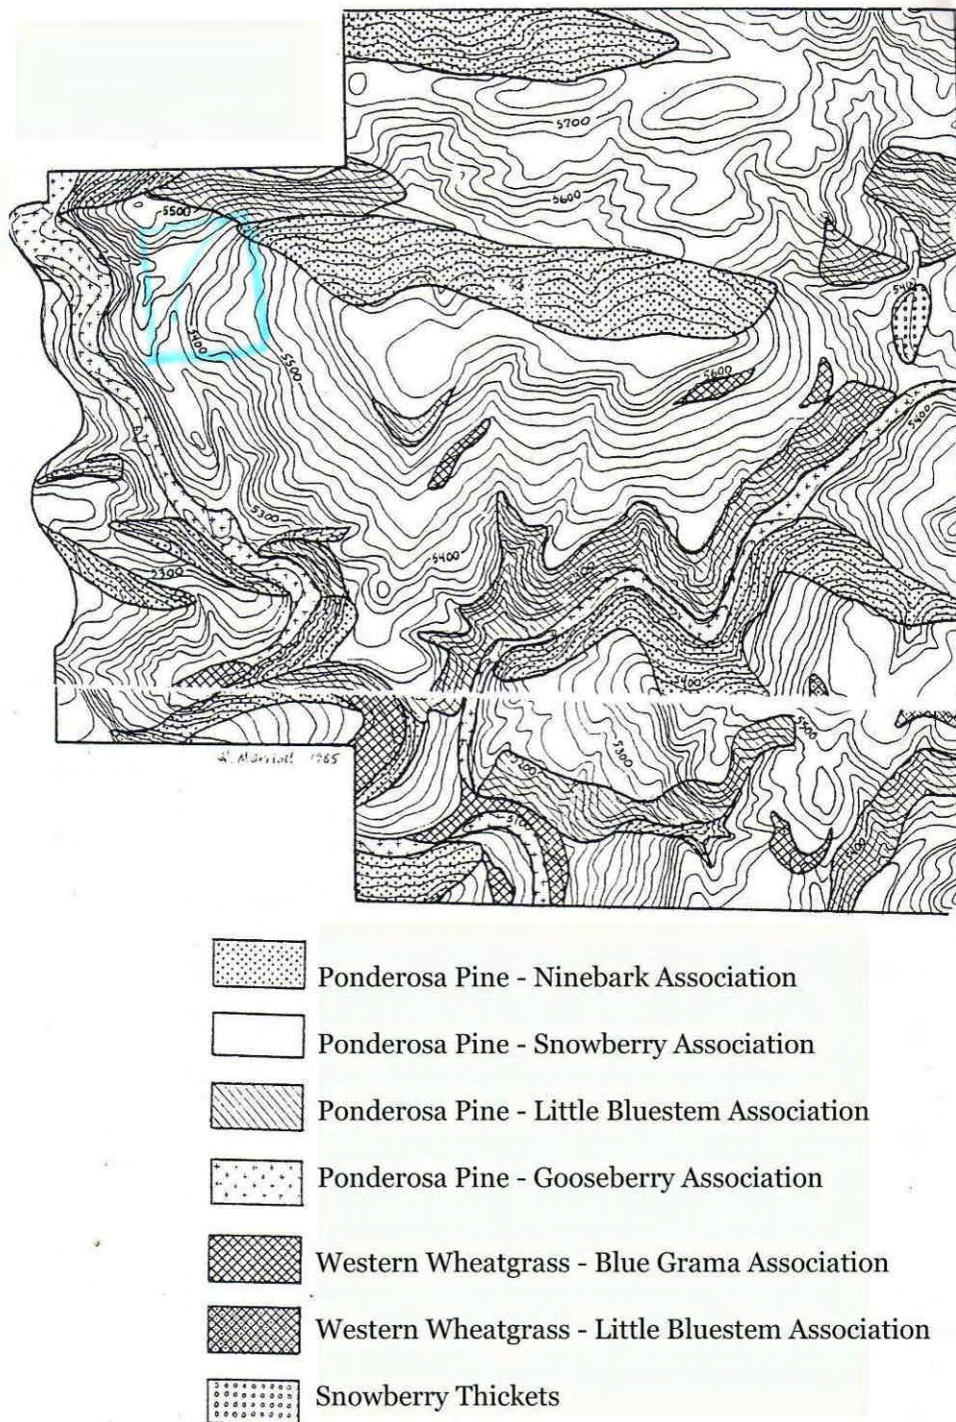 5700
5600
5500
5400
5400
5500
5600
5400
5300
5400
5400
5300
5500
Ponderosa Pine - Ninebark Association
Ponderosa Pine - Snowberry Association
Ponderosa Pine - Little Bluestem Association
Ponderosa Pine - Gooseberry Association
Western Wheatgrass - Blue Grama Association
Western Wheatgrass - Little Bluestem Association
Snowberry Thickets